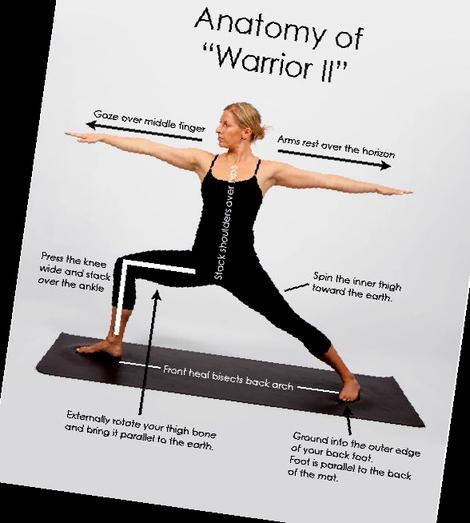 Anatomy of
“Warrior II”
Gaze over middle finger
Arms rest over the horizon
Stack shoulders over hips
Press the knee
wide and stack
over the ankle
Spin the inner thigh
toward the earth.
Front heal bisects back arch
Externally rotate your thigh bone
and bring it parallel to the earth.
Ground into the outer edge
of your back foot.
Foot is parallel to the back
of the mat.